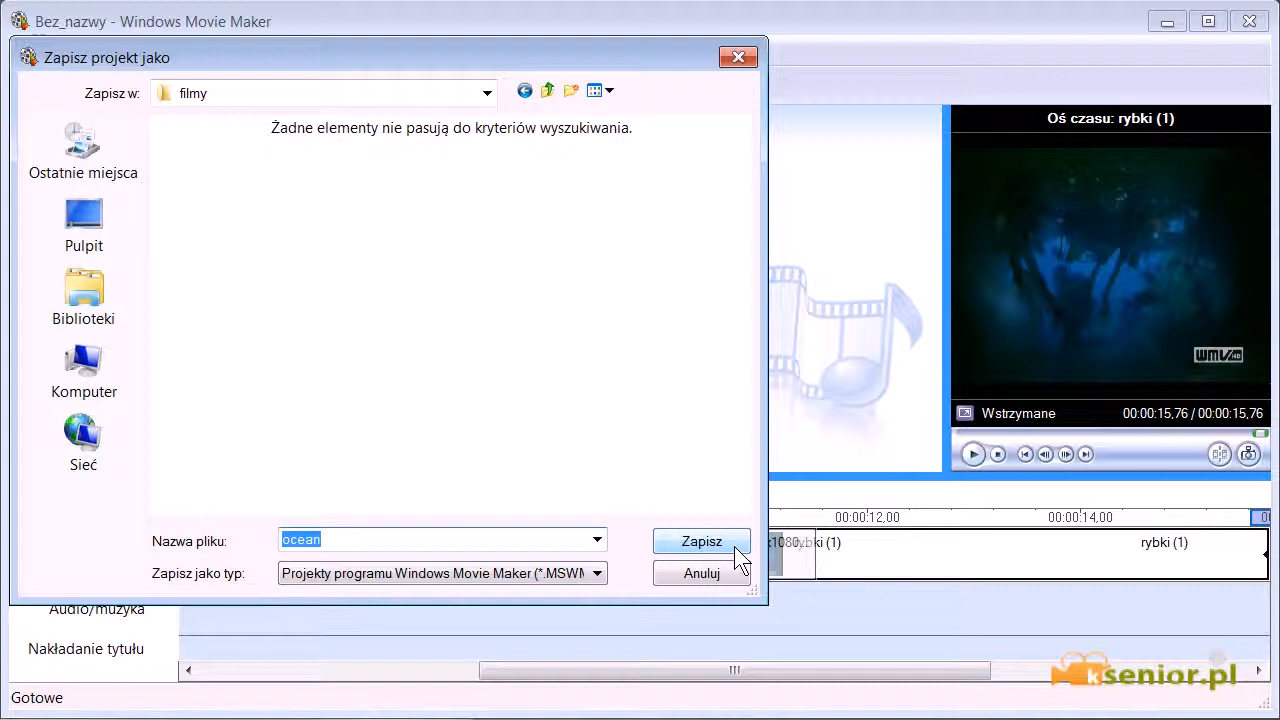 Bez_nazwy - Windows Movie Maker
Zapisz projekt jako
Zapisz w:
filmy
Żadne elementy nie pasują do kryteriów wyszukiwania.
Ostatnie miejsca
Pulpit
Biblioteki
Komputer
Sieć
Nazwa pliku:
ocean
Zapisz
Zapisz jako typ:
Projekty programu Windows Movie Maker (*.MSWM
Anuluj
Oś czasu: rybki (1)
WMV HD
Wstrzymane
00:00:15,76 / 00:00:15,76
00:00:12,00
00:00:14,00
x1080
rybki (1)
rybki (1)
Audio/muzyka
Nakładanie tytułu
ksenior.pl
Gotowe